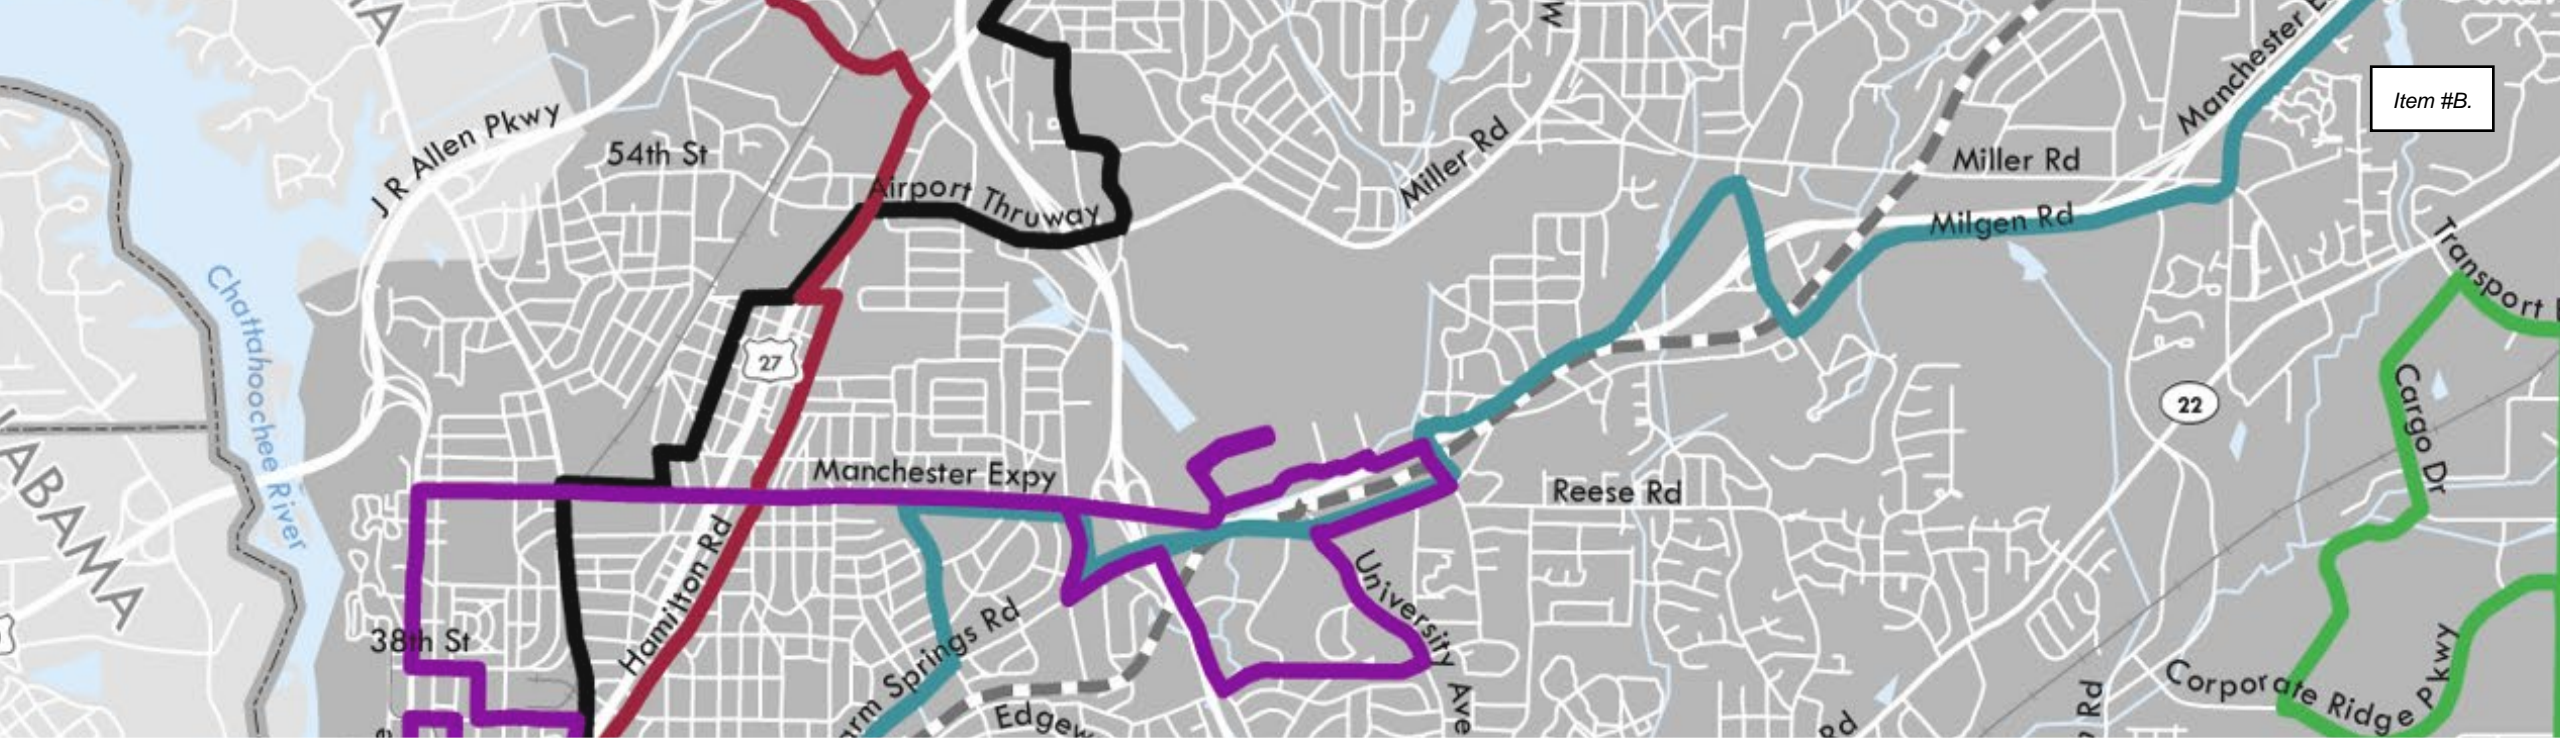 Manchester E
Item #B.
J R Allen Pkwy
54th St
Miller Rd
Miller Rd
Airport Thruway
Milgen Rd
Transport
Chattahoochee River
27
22
Cargo Dr
Manchester Expy
Reese Rd
ABAMA
Hamilton Rd
University Ave
38th St
arm Springs Rd
Corporate Ridge Pkwy
Edgew
Rd
Rd